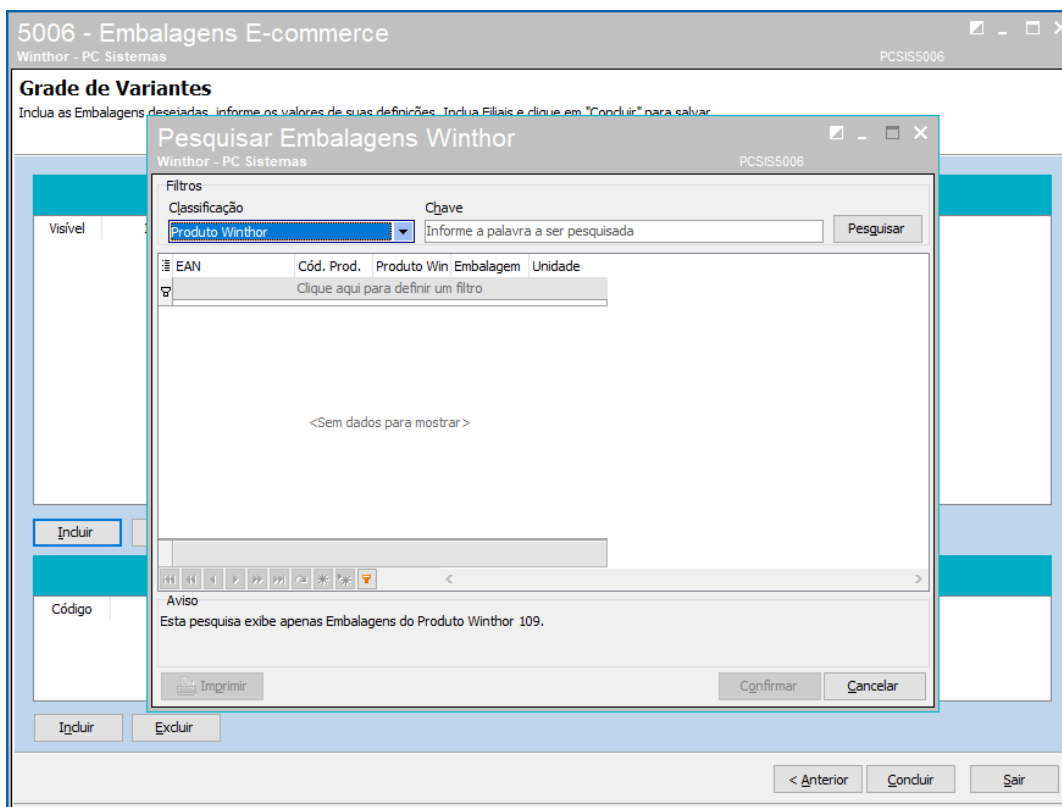 5006 - Embalagens E-commerce
Winthor - PC Sistemas
PCSIS5006
Grade de Variantes
Inclua as Embalagens desejadas, informe os valores de suas definições, Inclua Filiais e clique em "Concluir" para salvar
Pesquisar Embalagens Winthor
Winthor - PC Sistemas
PCSIS5006
Filtros
Classificação
Chave
Produto Winthor
Informe a palavra a ser pesquisada
Pesquisar
Visível
EAN
Cód. Prod.
Produto Win
Embalagem
Unidade
Clique aqui para definir um filtro
<Sem dados para mostrar>
Incluir
Código
Aviso
Esta pesquisa exibe apenas Embalagens do Produto Winthor 109.
Imprimir
Confirmar
Cancelar
Incluir
Excluir
< Anterior
Concluir
Sair